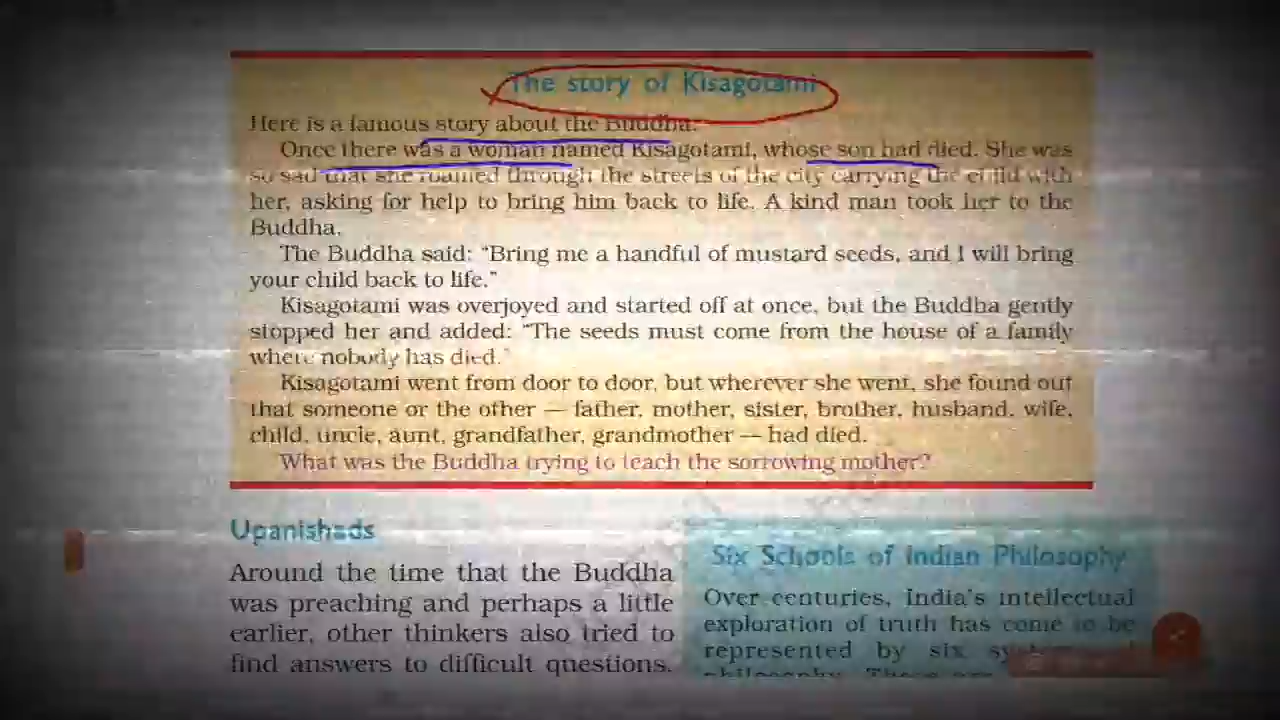 The story of Kisagotami
Here is a famous story about the Buddha.
Once there was a woman named Kisagotami, whose son had died. She was
so sad that she roamed through the streets of the city carrying the child with
her, asking for help to bring him back to life. A kind man took her to the
Buddha.
The Buddha said: “Bring me a handful of mustard seeds, and I will bring
your child back to life.”
Kisagotami was overjoyed and started off at once, but the Buddha gently
stopped her and added: “The seeds must come from the house of a family
where nobody has died.”
Kisagotami went from door to door, but wherever she went, she found out
that someone or the other — father, mother, sister, brother, husband, wife,
child, uncle, aunt, grandfather, grandmother — had died.
What was the Buddha trying to teach the sorrowing mother?
Upanishads
Around the time that the Buddha
was preaching and perhaps a little
earlier, other thinkers also tried to
find answers to difficult questions.
Six Schools of Indian Philosophy
Over centuries, India's intellectual
exploration of truth has come to be
represented by six
philosophy.